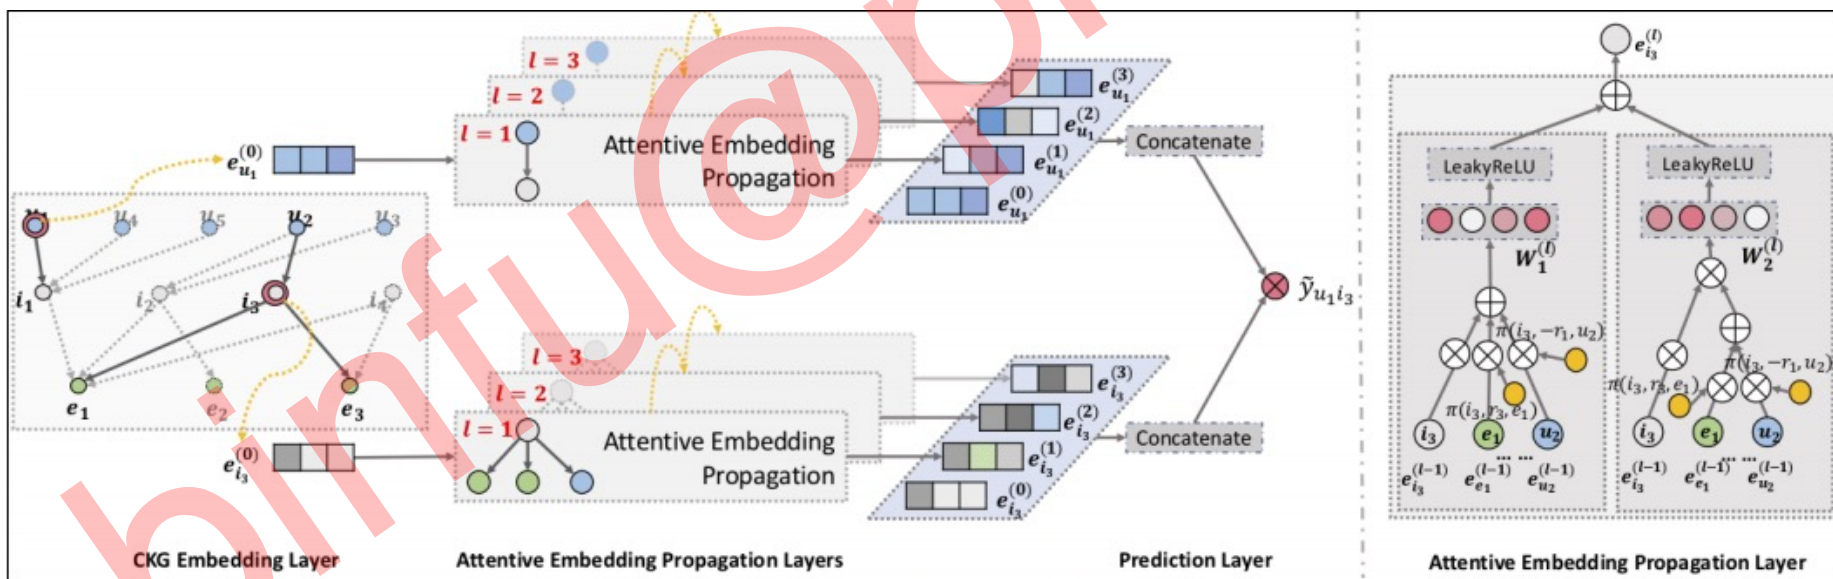 l = 3
l = 2
l = 1
Attentive Embedding
Propagation
e_{u_1}^{(0)}
e_{u_1}^{(3)}
e_{u_1}^{(2)}
e_{u_1}^{(1)}
e_{u_1}^{(0)}
Concatenate
u_4 u_5 u_2 u_3
i_1 i_2 i_3 i_4
e_1 e_2 e_3
ỹ_{u_1i_3}
l = 3
l = 2
l = 1
Attentive Embedding
Propagation
e_{i_3}^{(0)}
e_{i_3}^{(3)}
e_{i_3}^{(2)}
e_{i_3}^{(1)}
e_{i_3}^{(0)}
Concatenate
CKG Embedding Layer
Attentive Embedding Propagation Layers
Prediction Layer
e_{i_3}^{(l)}
LeakyReLU
W_1^{(l)}
π(i_3, −r_1, u_2)
π(i_3, r_3, e_1)
i_3 e_1 u_2
e_{i_3}^{(l-1)} e_{e_1}^{(l-1)} ... ... e_{u_2}^{(l-1)}
LeakyReLU
W_2^{(l)}
π(i_3, −r_1, u_2)
π(i_3, r_3, e_1)
i_3 e_1 u_2
e_{i_3}^{(l-1)} e_{e_1}^{(l-1)} ... ... e_{u_2}^{(l-1)}
Attentive Embedding Propagation Layer
binfu@p